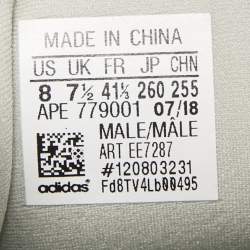 MADE IN CHINA
US UK FR JP CHN
8 7½ 41⅓ 260 255
APE 779001 07/18
MALE/MÂLE
ART EE7287
#120803231
adidas Fd8TV4Lb00495